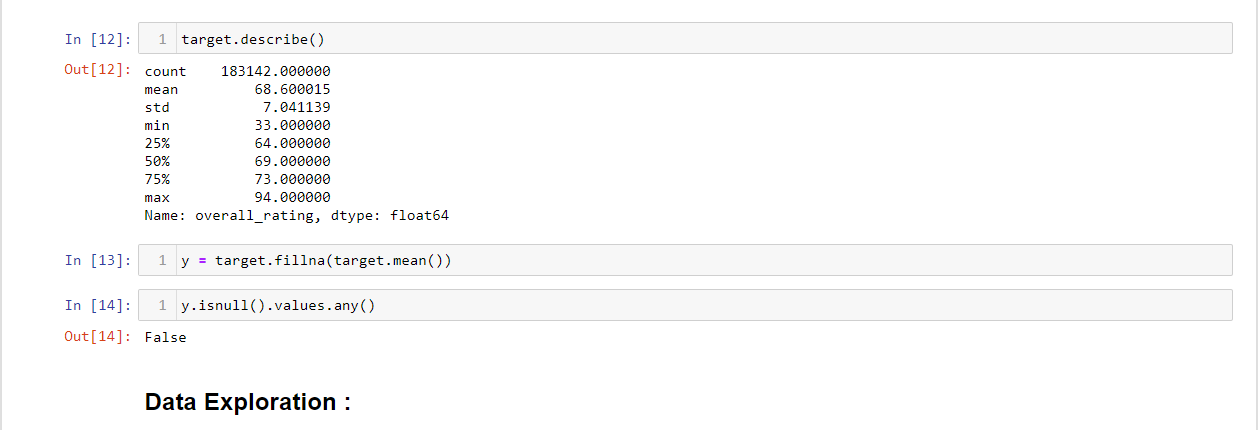 In [12]: 1 target.describe()
Out[12]: count 183142.000000
mean 68.600015
std 7.041139
min 33.000000
25% 64.000000
50% 69.000000
75% 73.000000
max 94.000000
Name: overall_rating, dtype: float64
In [13]: 1 y = target.fillna(target.mean())
In [14]: 1 y.isnull().values.any()
Out[14]: False
Data Exploration :